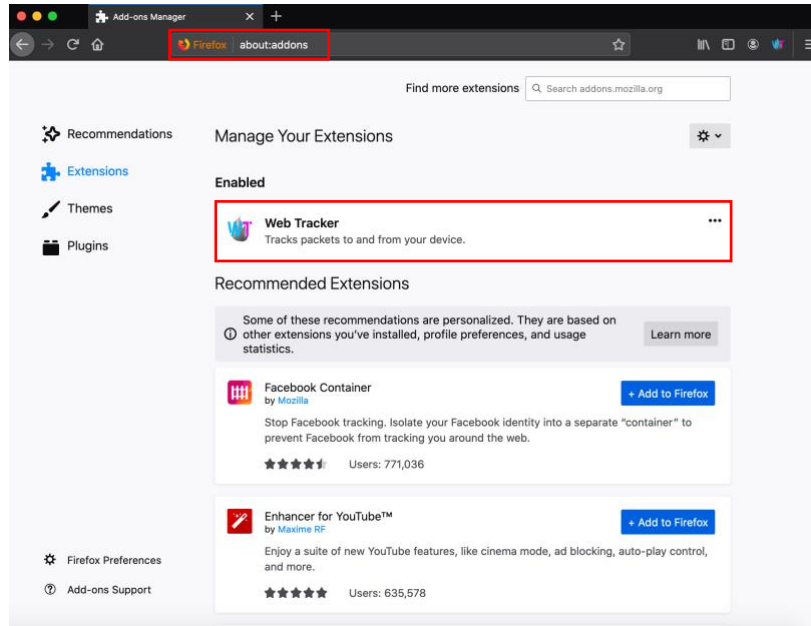 Add-ons Manager
Firefox about:addons
Find more extensions Search addons.mozilla.org
Recommendations
Extensions
Themes
Plugins
Manage Your Extensions
Enabled
Web Tracker
Tracks packets to and from your device.
Recommended Extensions
Some of these recommendations are personalized. They are based on
other extensions you've installed, profile preferences, and usage
statistics.
Learn more
Facebook Container
by Mozilla
+ Add to Firefox
Stop Facebook tracking. Isolate your Facebook identity into a separate “container” to
prevent Facebook from tracking you around the web.
Users: 771,036
Enhancer for YouTube™
by Maxime RF
+ Add to Firefox
Enjoy a suite of new YouTube features, like cinema mode, ad blocking, auto-play control,
and more.
Users: 635,578
Firefox Preferences
Add-ons Support